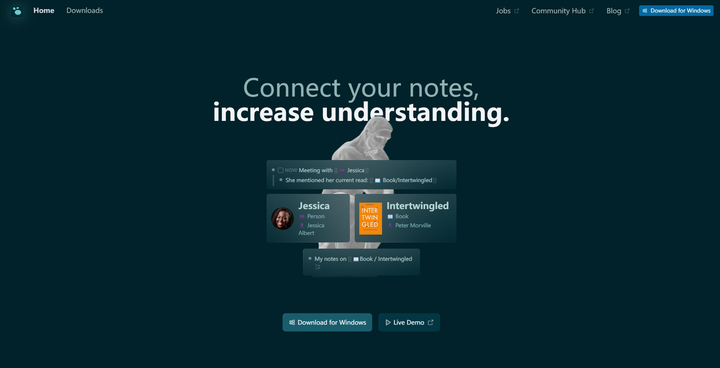 Home Downloads Jobs Community Hub Blog Download for Windows
Connect your notes,
increase understanding.
NOW Meeting with [[ Jessica]]
She mentioned her current read: [[ Book/Intertwingled]]
Jessica
Person
Jessica
Albert
INTER
TWIN
GLED
Intertwingled
Book
Peter Morville
My notes on [[ Book / Intertwingled
]]
Download for Windows Live Demo